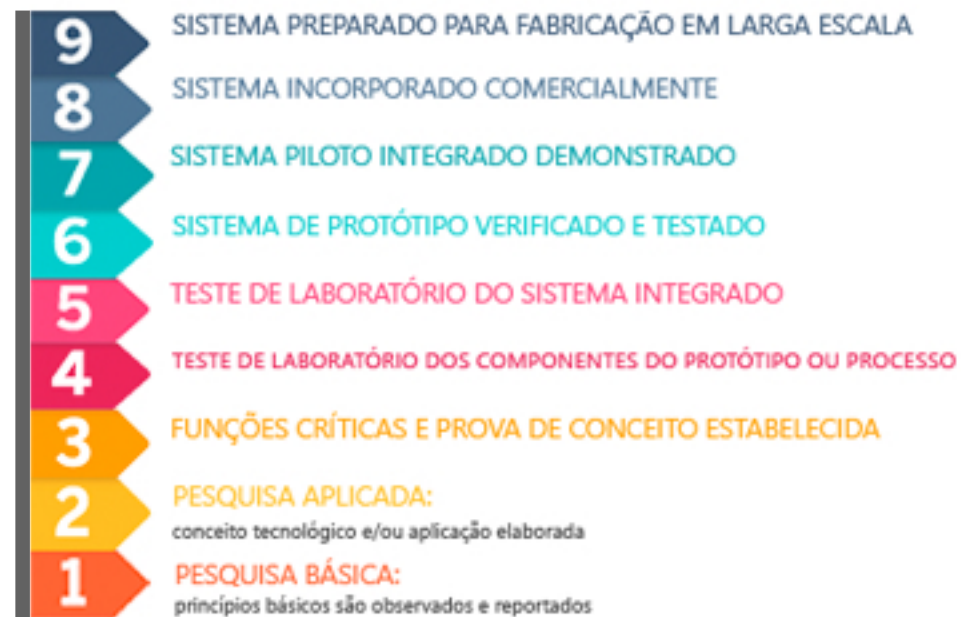 9 SISTEMA PREPARADO PARA FABRICAÇÃO EM LARGA ESCALA
8 SISTEMA INCORPORADO COMERCIALMENTE
7 SISTEMA PILOTO INTEGRADO DEMONSTRADO
6 SISTEMA DE PROTÓTIPO VERIFICADO E TESTADO
5 TESTE DE LABORATÓRIO DO SISTEMA INTEGRADO
4 TESTE DE LABORATÓRIO DOS COMPONENTES DO PROTÓTIPO OU PROCESSO
3 FUNÇÕES CRÍTICAS E PROVA DE CONCEITO ESTABELECIDA
2 PESQUISA APLICADA:
conceito tecnológico e/ou aplicação elaborada
1 PESQUISA BÁSICA:
princípios básicos são observados e reportados